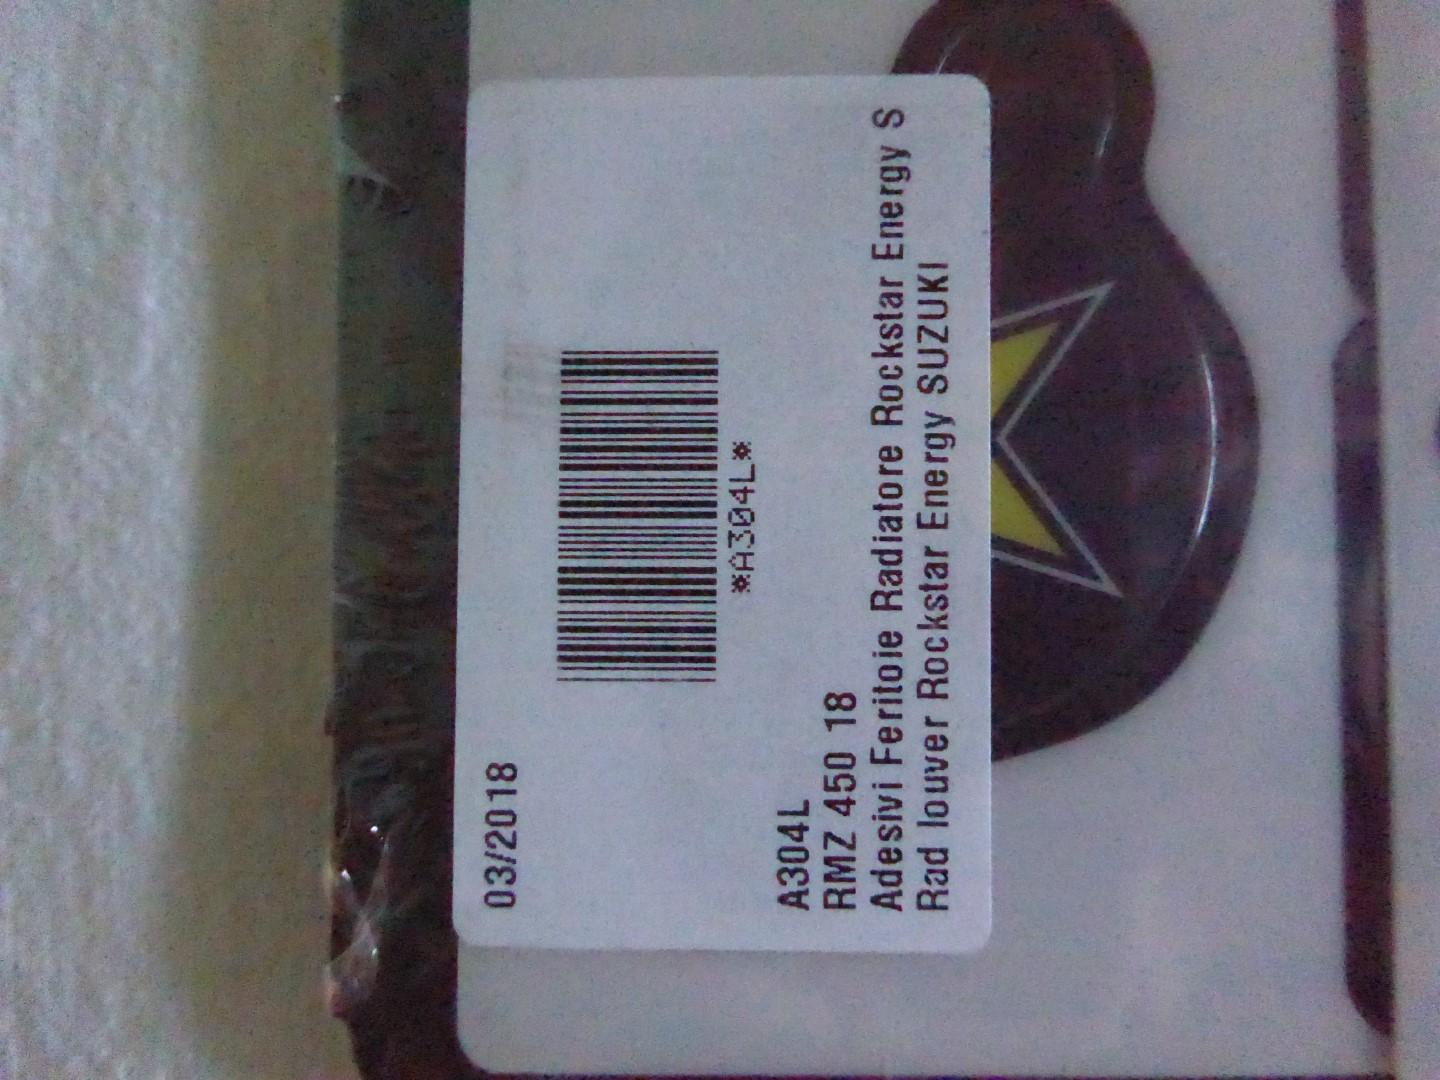 03/2018
*A304L*
A304L
RMZ 450 18
Adesivi Feritoie Radiatore Rockstar Energy S
Rad louver Rockstar Energy SUZUKI